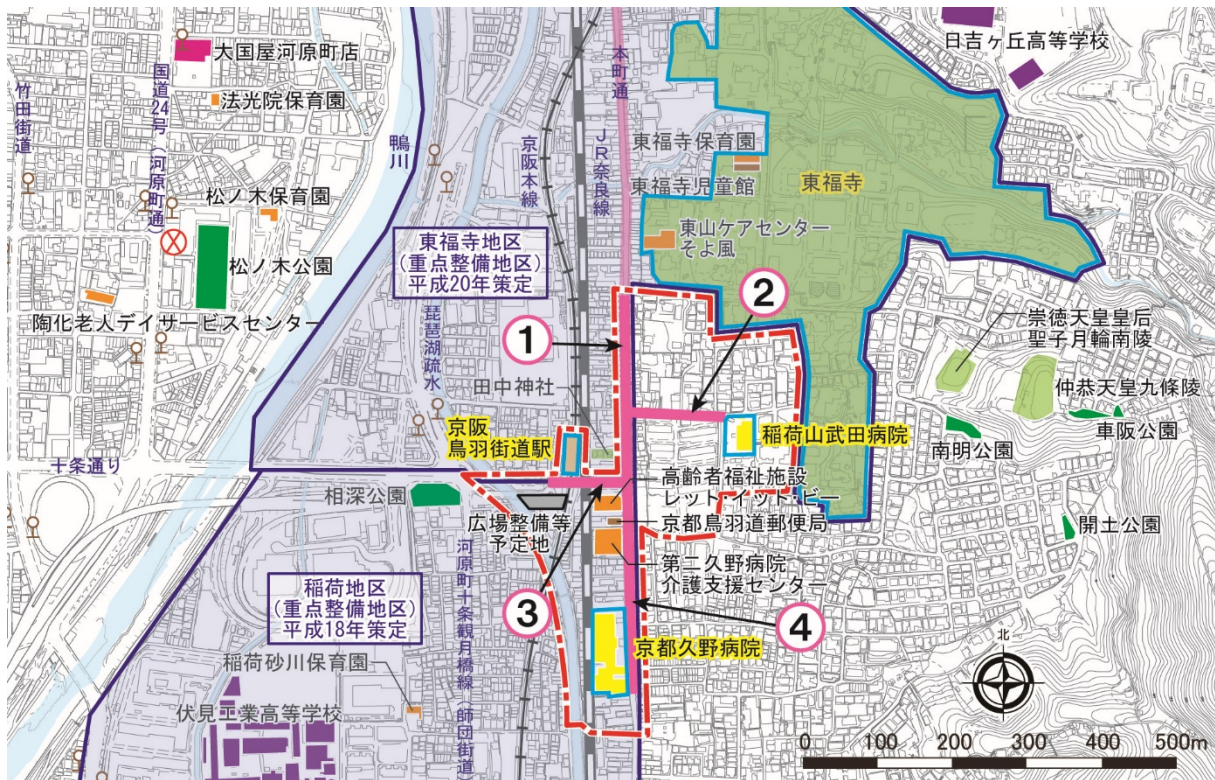 大国屋河原町店
法光院保育園
竹田街道
国道24号（河原町通）
鴨川
松ノ木保育園
松ノ木公園
陶化老人デイサービスセンター
京阪本線
ＪＲ奈良線
本町通
日吉ヶ丘高等学校
東福寺保育園
東福寺児童館
東福寺
東山ケアセンター
そよ風
東福寺地区
（重点整備地区）
平成20年策定
琵琶湖疏水
①
②
田中神社
京阪
鳥羽街道駅
稲荷山武田病院
崇徳天皇皇后
聖子月輪南陵
仲恭天皇九條陵
車阪公園
南明公園
開土公園
十条通り
相深公園
広場整備等
予定地
高齢者福祉施設
レット･イット･ビー
京都鳥羽道郵便局
第二久野病院
介護支援センター
③
④
稲荷地区
（重点整備地区）
平成18年策定
河原町十条観月橋線（師団街道）
京都久野病院
稲荷砂川保育園
伏見工業高等学校
北
0 100 200 300 400 500m